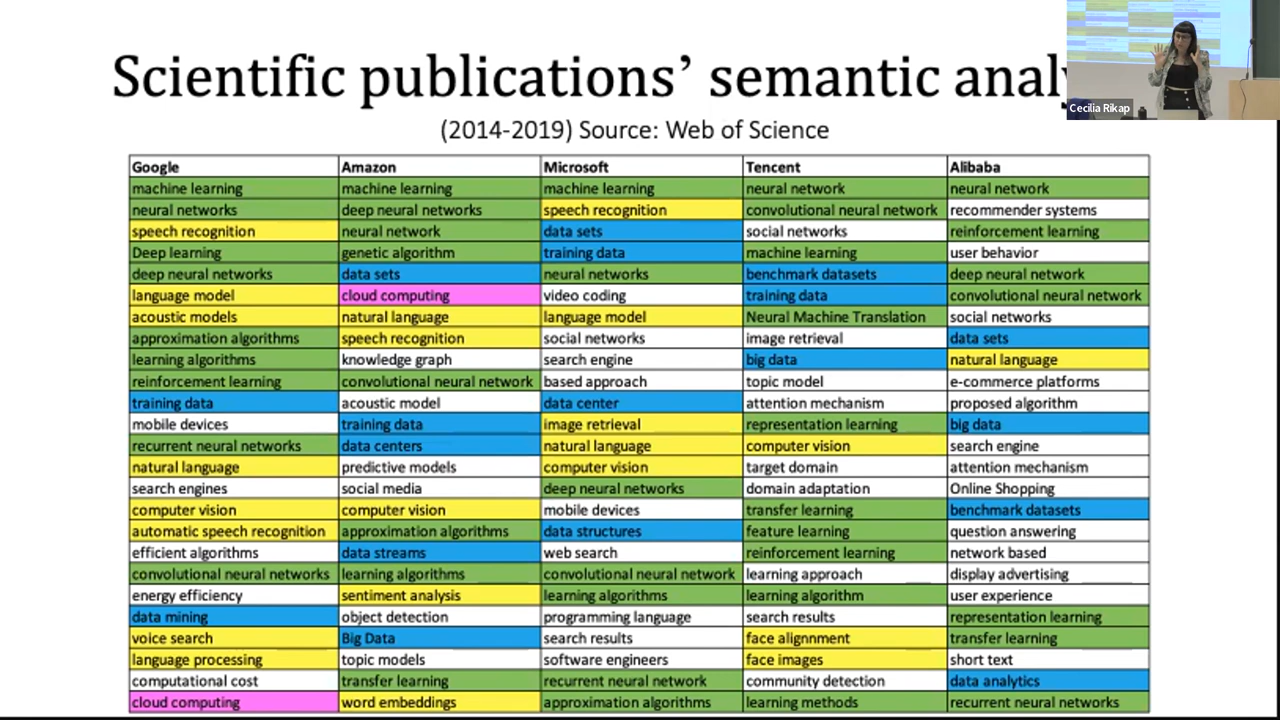 Scientific publications’ semantic analy
(2014-2019) Source: Web of Science
Cecilia Rikap
Google Amazon Microsoft Tencent Alibaba
machine learning machine learning machine learning neural network neural network
neural networks deep neural networks speech recognition convolutional neural network recommender systems
speech recognition neural network data sets social networks reinforcement learning
Deep learning genetic algorithm training data machine learning user behavior
deep neural networks data sets neural networks benchmark datasets deep neural network
language model cloud computing video coding training data convolutional neural network
acoustic models natural language language model Neural Machine Translation social networks
approximation algorithms speech recognition social networks image retrieval data sets
learning algorithms knowledge graph search engine big data natural language
reinforcement learning convolutional neural network based approach topic model e-commerce platforms
training data acoustic model data center attention mechanism proposed algorithm
mobile devices training data image retrieval representation learning big data
recurrent neural networks data centers natural language computer vision search engine
natural language predictive models computer vision target domain attention mechanism
search engines social media deep neural networks domain adaptation Online Shopping
computer vision computer vision mobile devices transfer learning benchmark datasets
automatic speech recognition approximation algorithms data structures feature learning question answering
efficient algorithms data streams web search reinforcement learning network based
convolutional neural networks learning algorithms convolutional neural network learning approach display advertising
energy efficiency sentiment analysis learning algorithms learning algorithm user experience
data mining object detection programming language search results representation learning
voice search Big Data search results face alignnment transfer learning
language processing topic models software engineers face images short text
computational cost transfer learning recurrent neural network community detection data analytics
cloud computing word embeddings approximation algorithms learning methods recurrent neural networks